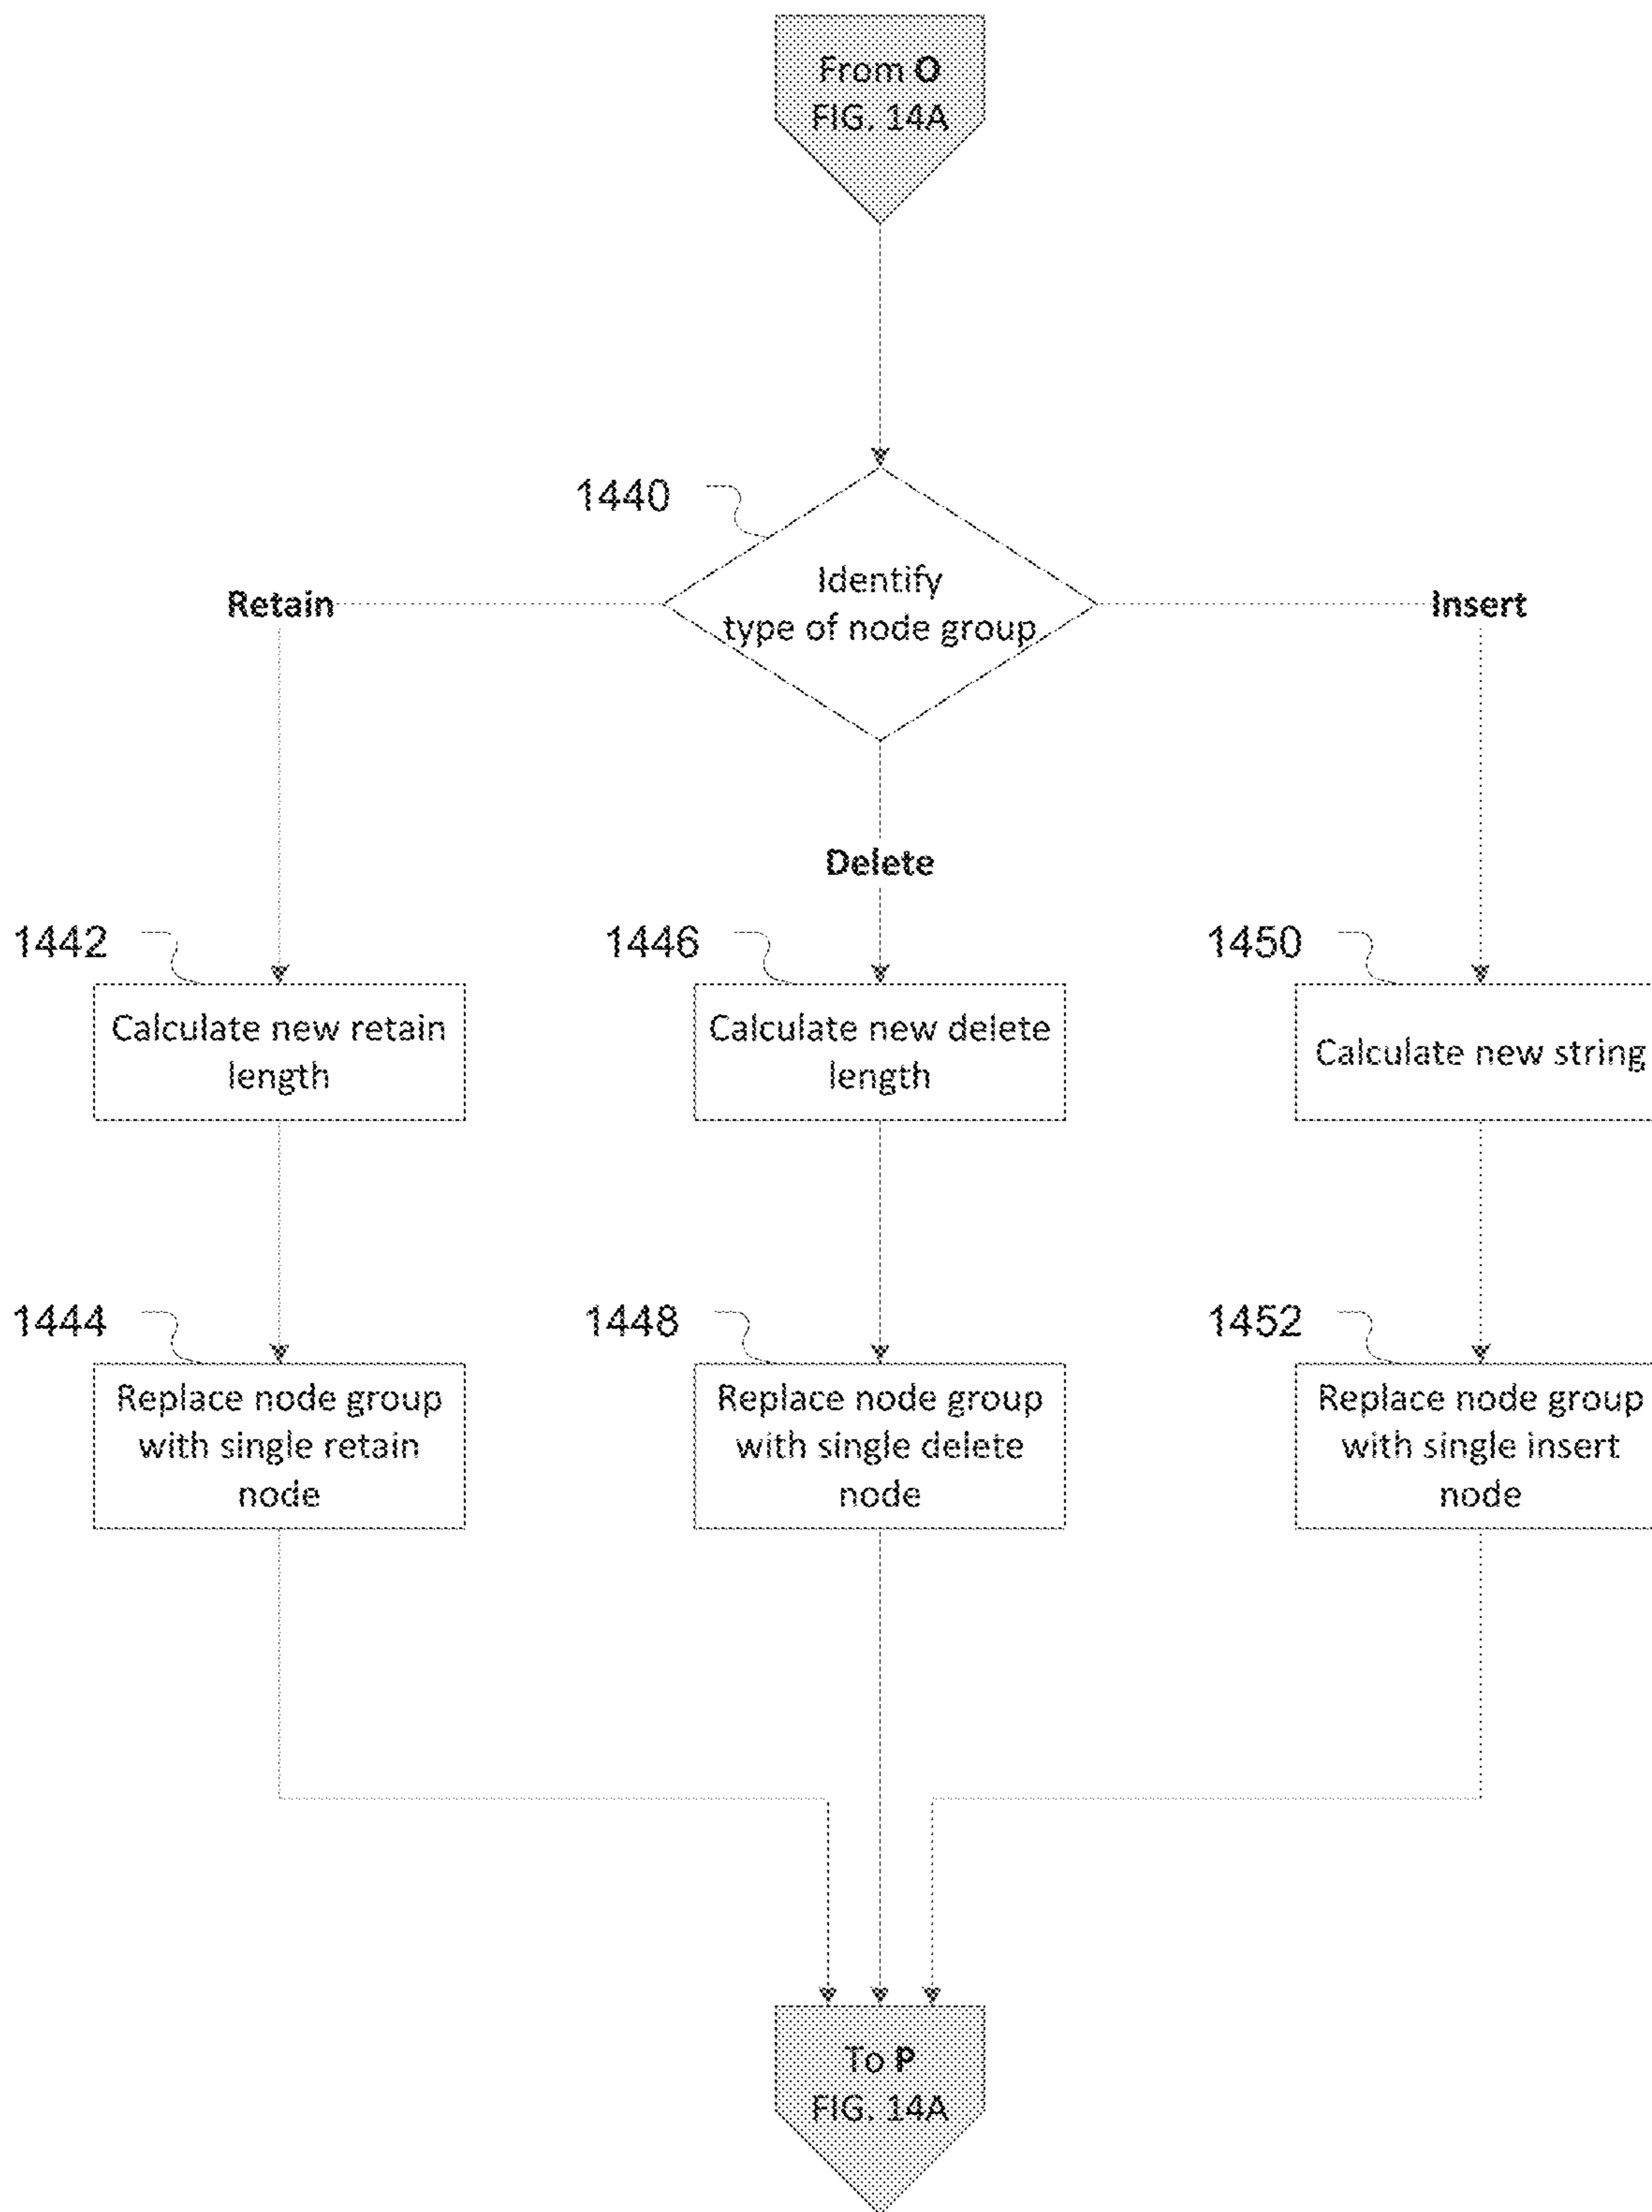 From O
FIG. 14A
1440
Identify
type of node group
Retain
Insert
Delete
1442
1446
1450
Calculate new retain
length
Calculate new delete
length
Calculate new string
1444
1448
1452
Replace node group
with single retain
node
Replace node group
with single delete
node
Replace node group
with single insert
node
To P
FIG. 14A